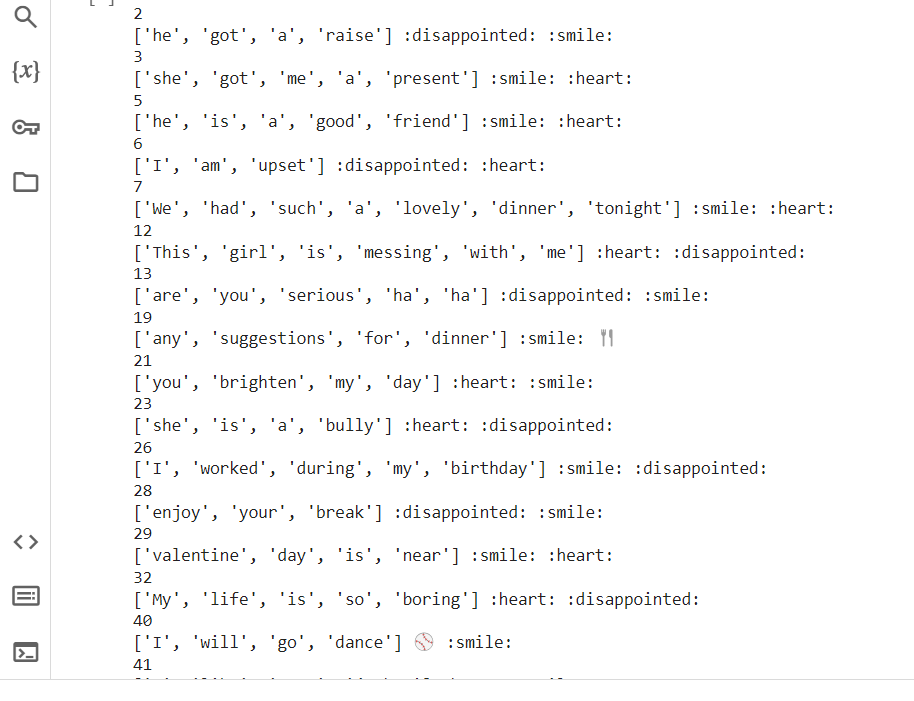 {x}
2
['he', 'got', 'a', 'raise'] :disappointed: :smile:
3
['she', 'got', 'me', 'a', 'present'] :smile: :heart:
5
['he', 'is', 'a', 'good', 'friend'] :smile: :heart:
6
['I', 'am', 'upset'] :disappointed: :heart:
7
['We', 'had', 'such', 'a', 'lovely', 'dinner', 'tonight'] :smile: :heart:
12
['This', 'girl', 'is', 'messing', 'with', 'me'] :heart: :disappointed:
13
['are', 'you', 'serious', 'ha', 'ha'] :disappointed: :smile:
19
['any', 'suggestions', 'for', 'dinner'] :smile: 🍴
21
['you', 'brighten', 'my', 'day'] :heart: :smile:
23
['she', 'is', 'a', 'bully'] :heart: :disappointed:
26
['I', 'worked', 'during', 'my', 'birthday'] :smile: :disappointed:
28
['enjoy', 'your', 'break'] :disappointed: :smile:
29
['valentine', 'day', 'is', 'near'] :smile: :heart:
32
['My', 'life', 'is', 'so', 'boring'] :heart: :disappointed:
40
['I', 'will', 'go', 'dance'] ⚾ :smile:
41